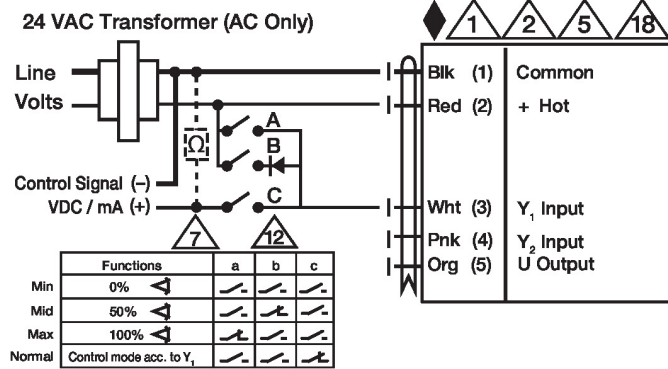 24 VAC Transformer (AC Only)
1 2 5 18
Line
Volts
Blk (1) Common
Red (2) + Hot
A
Ω
B
Control Signal (–)
VDC / mA (+)
C
Wht (3) Y₁ Input
Pnk (4) Y₂ Input
Org (5) U Output
7 12
Functions a b c
Min 0%
Mid 50%
Max 100%
Normal Control mode acc. to Y₁